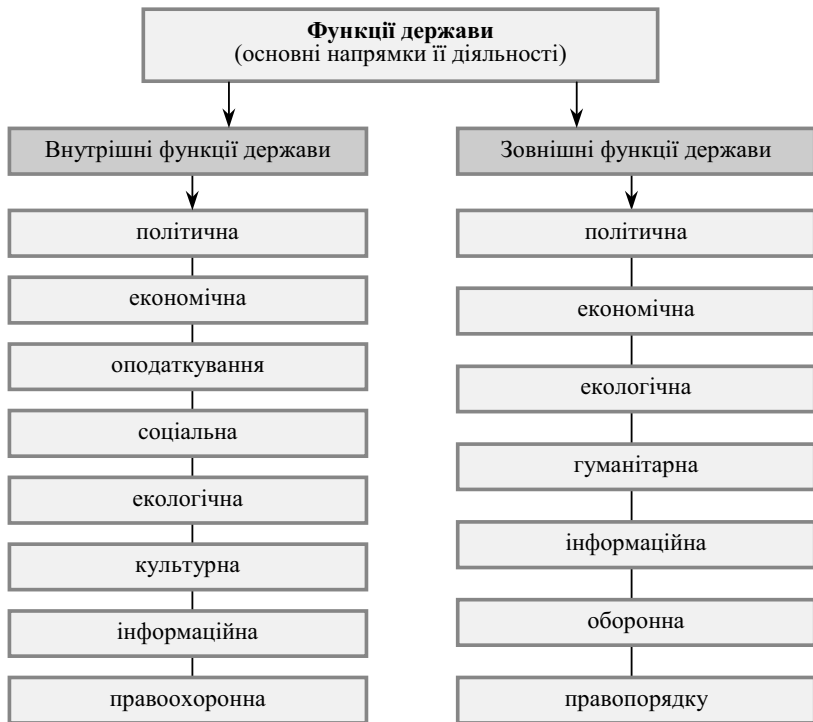 Функції держави
(основні напрямки її діяльності)
Внутрішні функції держави
політична
економічна
оподаткування
соціальна
екологічна
культурна
інформаційна
правоохоронна
Зовнішні функції держави
політична
економічна
екологічна
гуманітарна
інформаційна
оборонна
правопорядку